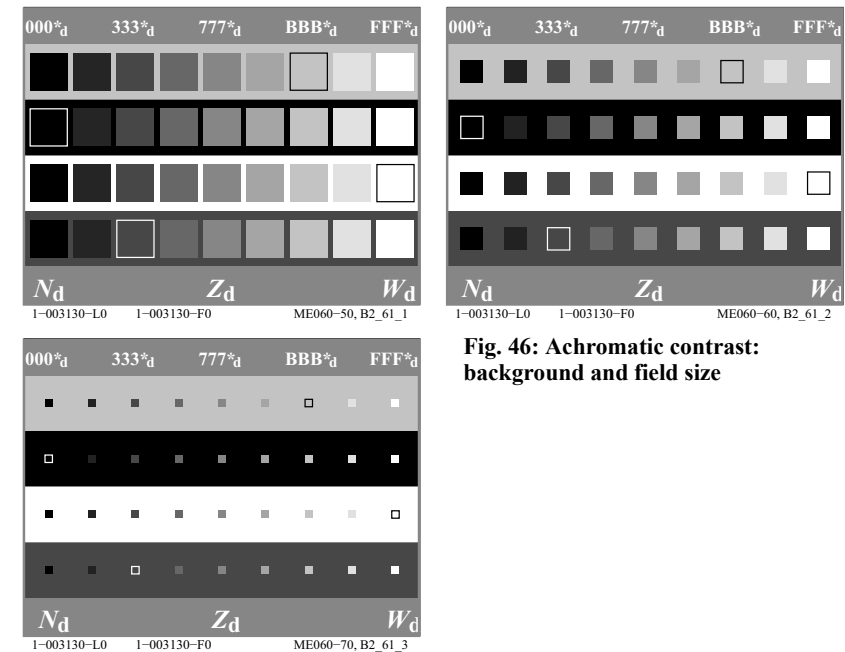 000*d 333*d 777*d BBB*d FFF*d
Nd Zd Wd
1−003130−L0 1−003130−F0 ME060−50, B2_61_1
000*d 333*d 777*d BBB*d FFF*d
Nd Zd Wd
1−003130−L0 1−003130−F0 ME060−60, B2_61_2
Fig. 46: Achromatic contrast:
background and field size
000*d 333*d 777*d BBB*d FFF*d
Nd Zd Wd
1−003130−L0 1−003130−F0 ME060−70, B2_61_3